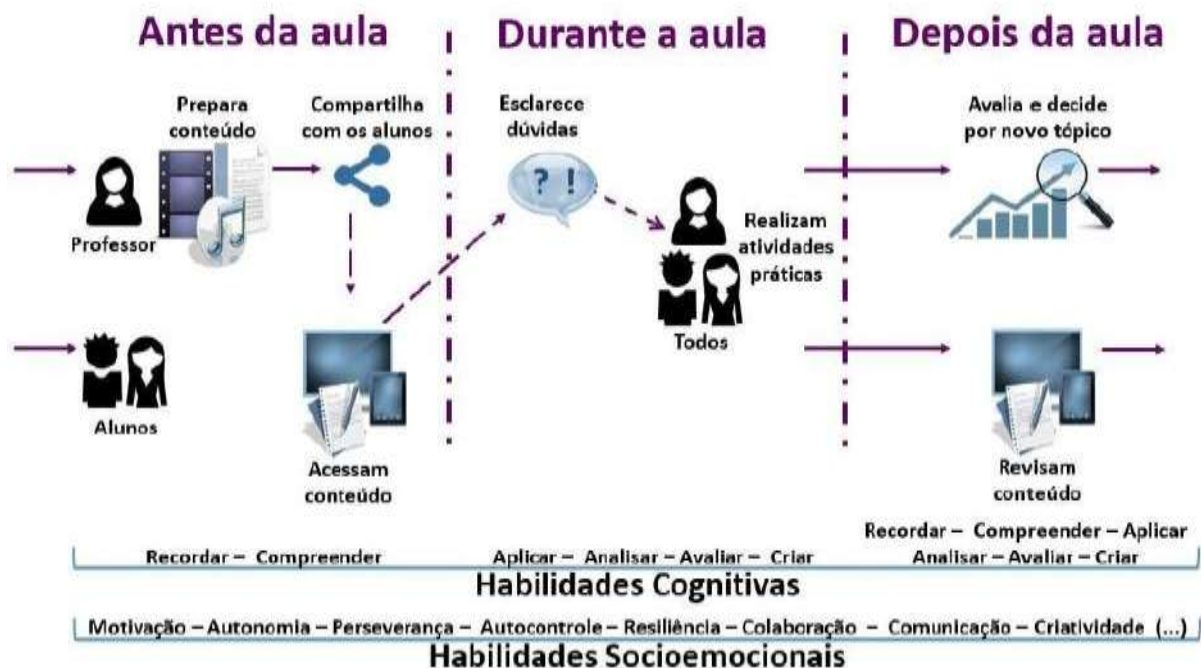 Antes da aula
Durante a aula
Depois da aula
Prepara
conteúdo
Compartilha
com os alunos
Professor
Alunos
Acessam
conteúdo
Esclarece
dúvidas
? !
Realizam
atividades
práticas
Todos
Avalia e decide
por novo tópico
Revisam
conteúdo
Recordar – Compreender
Aplicar – Analisar – Avaliar – Criar
Recordar – Compreender – Aplicar
Analisar – Avaliar – Criar
Habilidades Cognitivas
Motivação – Autonomia – Perseverança – Autocontrole – Resiliência – Colaboração – Comunicação – Criatividade (...)
Habilidades Socioemocionais